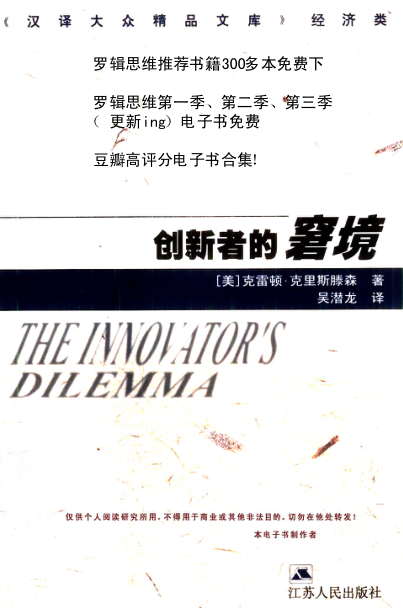 《汉译大众精品文库》经济类
罗辑思维推荐书籍300多本免费下
罗辑思维第一季、第二季、第三季
( 更新ing) 电子书免费
豆瓣高评分电子书合集!
创新者的窘境
[美]克雷顿·克里斯滕森 著
吴潜龙 译
THE INNOVATOR'S
DILEMMA
仅供个人阅读研究所用,不得用于商业或其他非法目的。切勿在他处转发!
本电子书制作者
江苏人民出版社